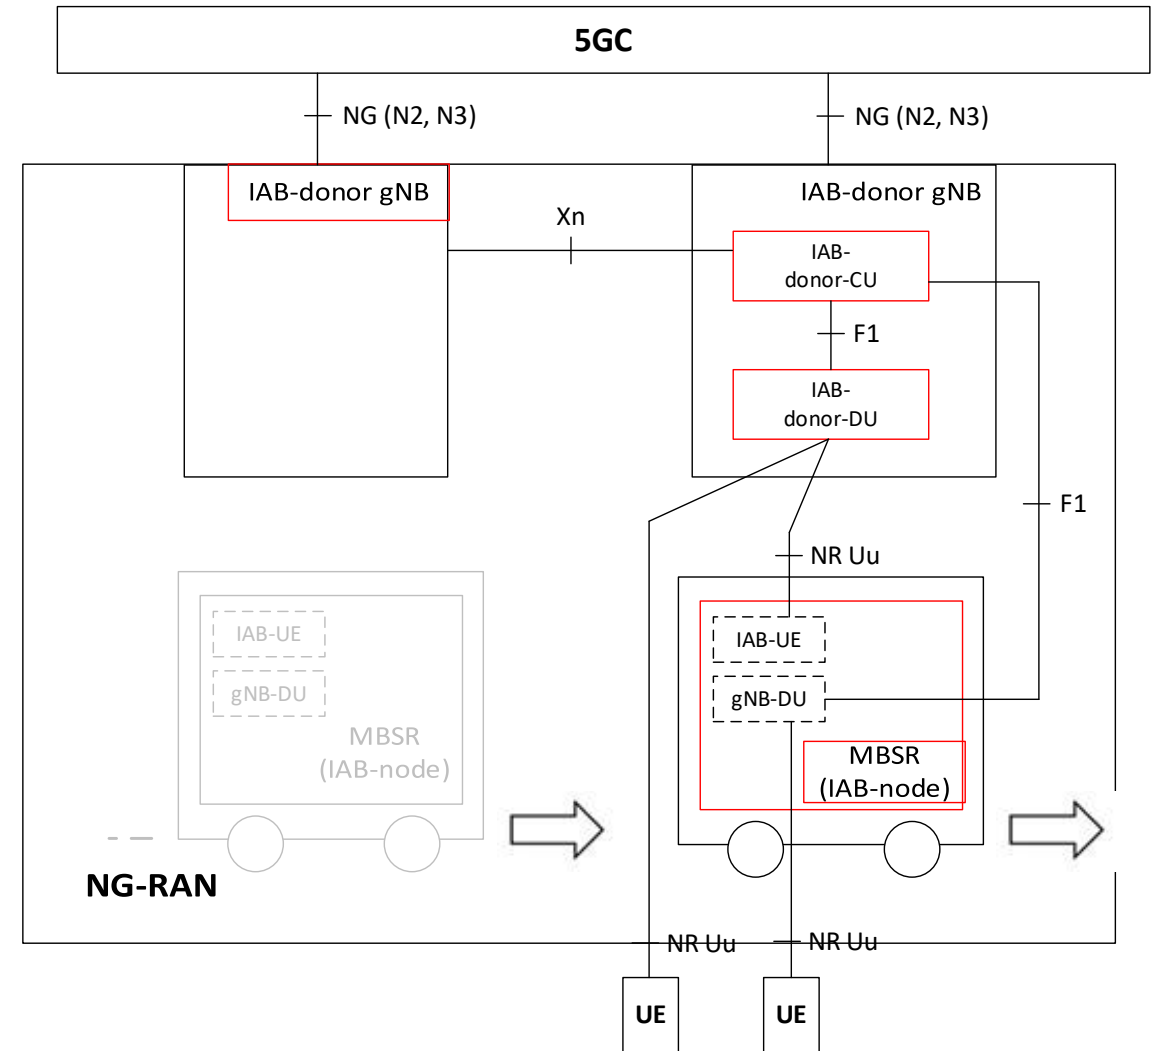 5GC
NG (N2, N3)
NG (N2, N3)
IAB-donor gNB
IAB-donor gNB
Xn
IAB-
donor-CU
F1
IAB-
donor-DU
F1
NR Uu
IAB-UE
gNB-DU
MBSR
(IAB-node)
IAB-UE
gNB-DU
MBSR
(IAB-node)
NG-RAN
NR Uu
NR Uu
UE
UE